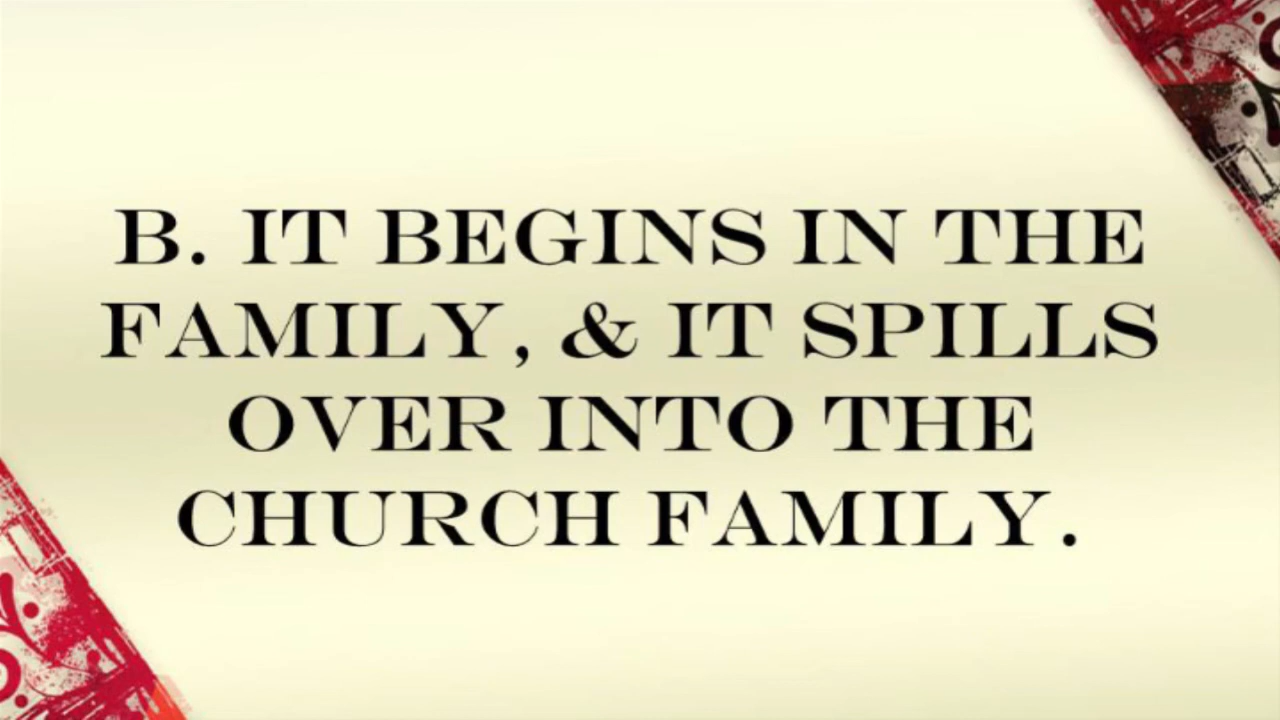 B. IT BEGINS IN THE
FAMILY, & IT SPILLS
OVER INTO THE
CHURCH FAMILY.